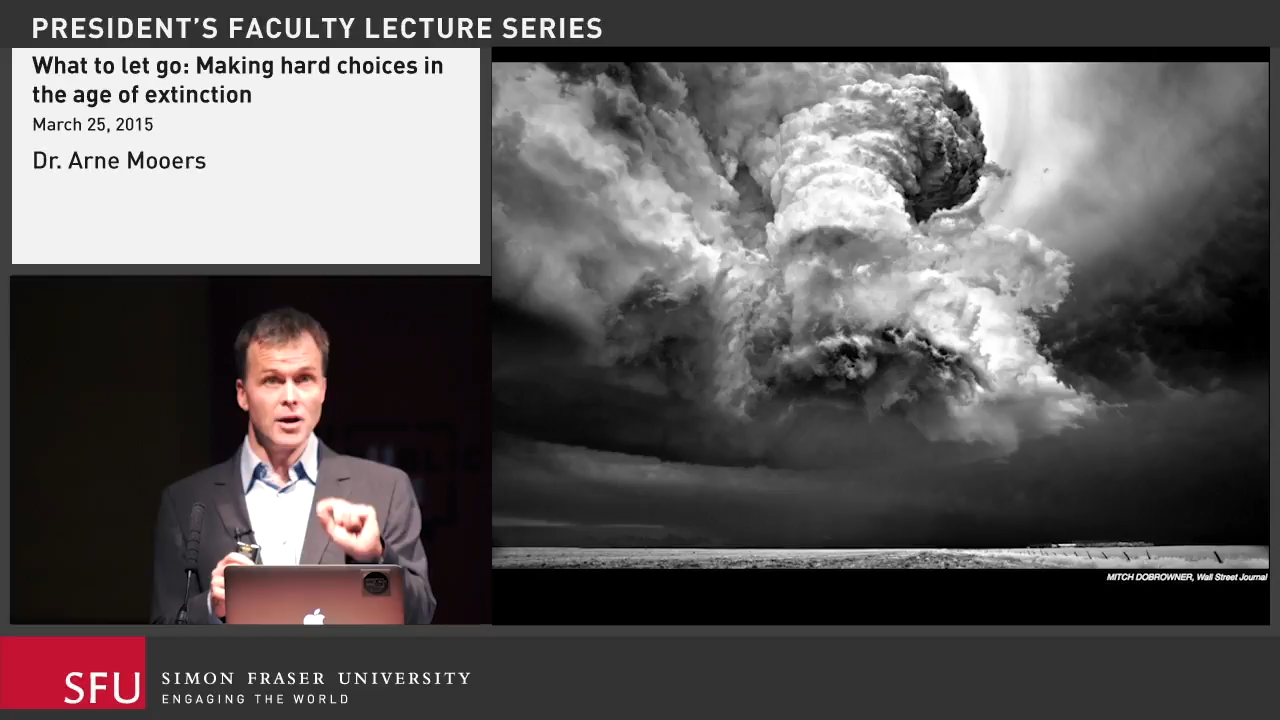 PRESIDENT'S FACULTY LECTURE SERIES
What to let go: Making hard choices in
the age of extinction
March 25, 2015
Dr. Arne Mooers
MITCH DOBROWNER, Wall Street Journal
SFU
SIMON FRASER UNIVERSITY
ENGAGING THE WORLD